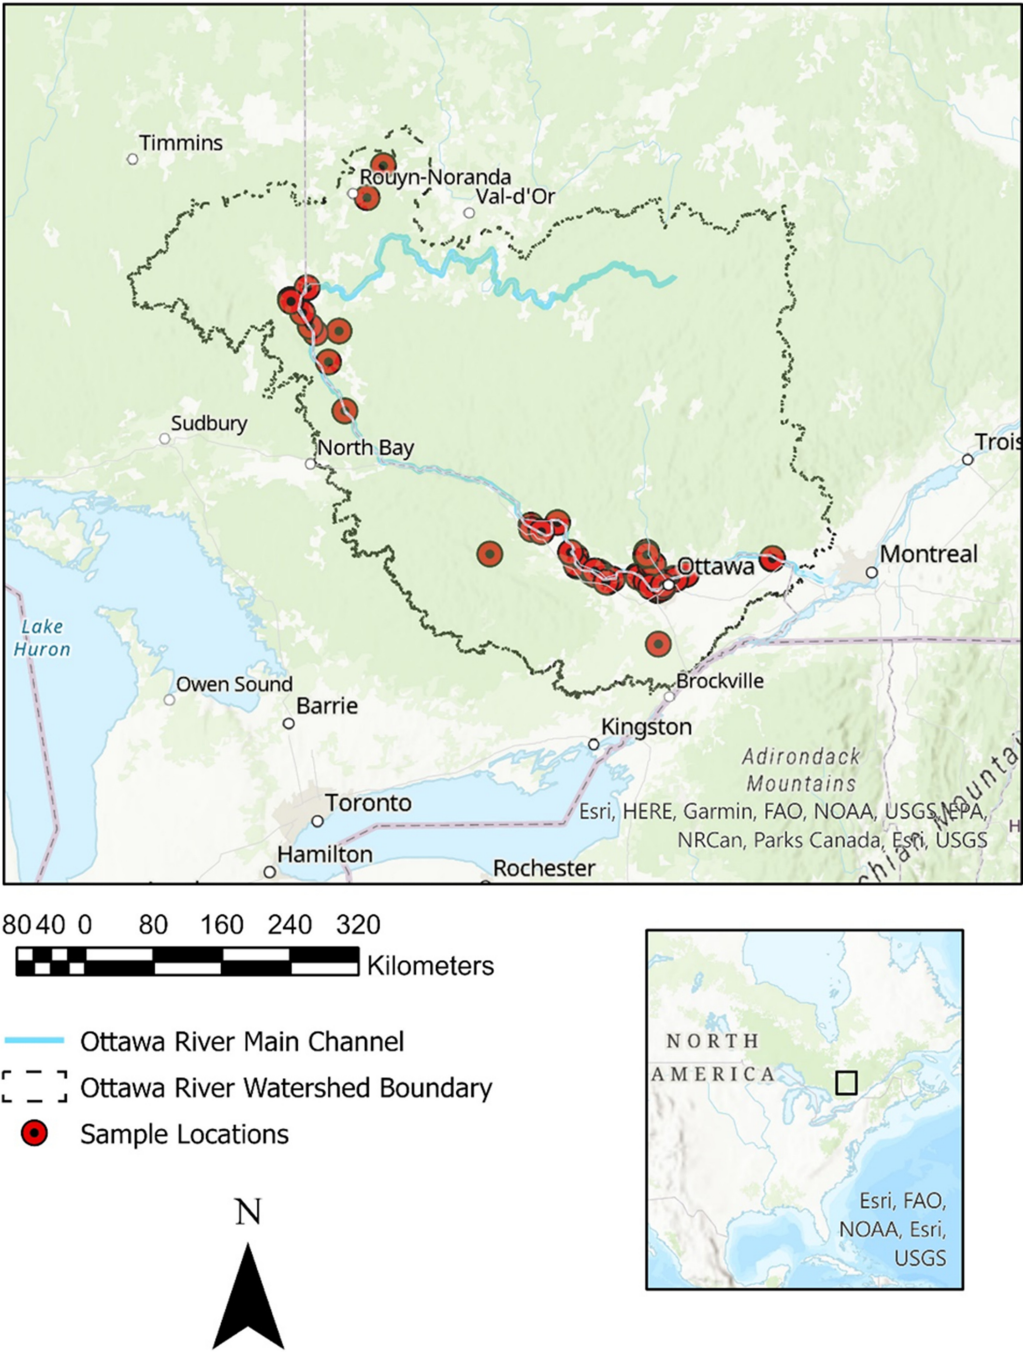 Timmins
Rouyn-Noranda
Val-d'Or
Sudbury
North Bay
Trois
Ottawa
Montreal
Lake
Huron
Owen Sound
Brockville
Barrie
Kingston
Adirondack
Mountains
Toronto
Esri, HERE, Garmin, FAO, NOAA, USGS, EPA,
NRCan, Parks Canada, Esri, USGS
chian Mountai
H
Hamilton
Rochester
80 40 0 80 160 240 320
Kilometers
Ottawa River Main Channel
Ottawa River Watershed Boundary
Sample Locations
N
NORTH
AMERICA
Esri, FAO,
NOAA, Esri,
USGS